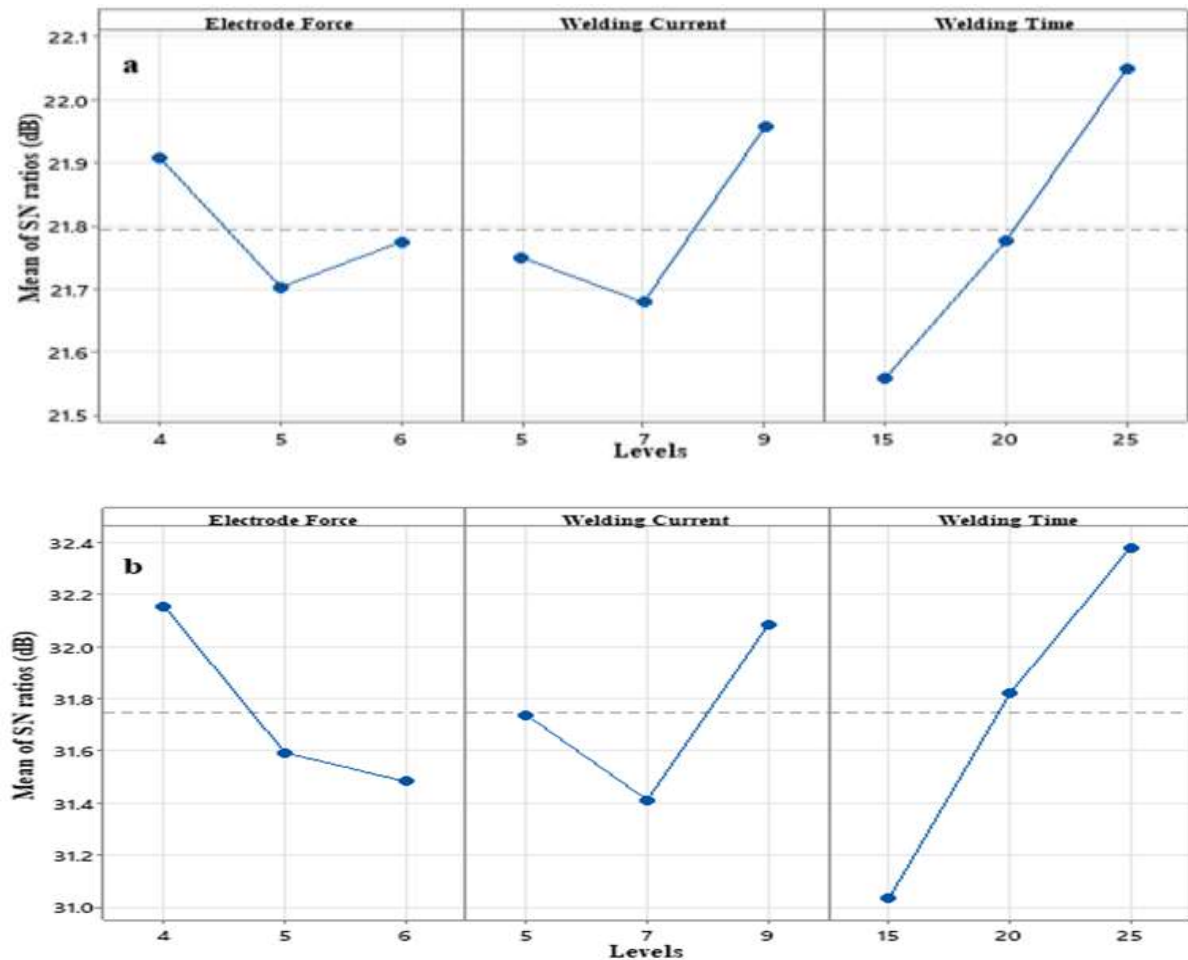 Electrode Force Welding Current Welding Time
22.1
a
22.0
21.9
21.8
21.7
21.6
21.5
Mean of SN ratios (dB)
4 5 6 5 7 9 15 20 25
Levels
Electrode Force Welding Current Welding Time
32.4
b
32.2
32.0
31.8
31.6
31.4
31.2
31.0
Mean of SN ratios (dB)
4 5 6 5 7 9 15 20 25
Levels